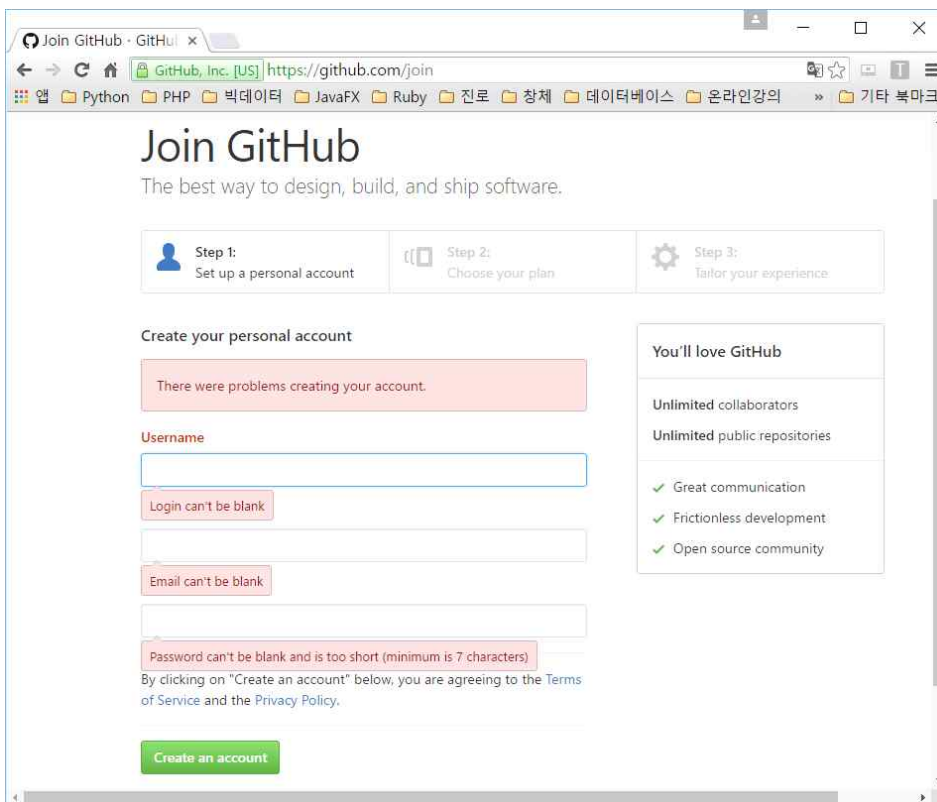 Join GitHub · GitHu
GitHub, Inc. [US] https://github.com/join
앱 Python PHP 빅데이터 JavaFX Ruby 진로 창체 데이터베이스 온라인강의 » 기타 북마크
Join GitHub
The best way to design, build, and ship software.
Step 1:
Set up a personal account
Step 2:
Choose your plan
Step 3:
Tailor your experience
Create your personal account
There were problems creating your account.
Username
Login can't be blank
Email can't be blank
Password can't be blank and is too short (minimum is 7 characters)
By clicking on "Create an account" below, you are agreeing to the Terms
of Service and the Privacy Policy.
Create an account
You'll love GitHub
Unlimited collaborators
Unlimited public repositories
Great communication
Frictionless development
Open source community